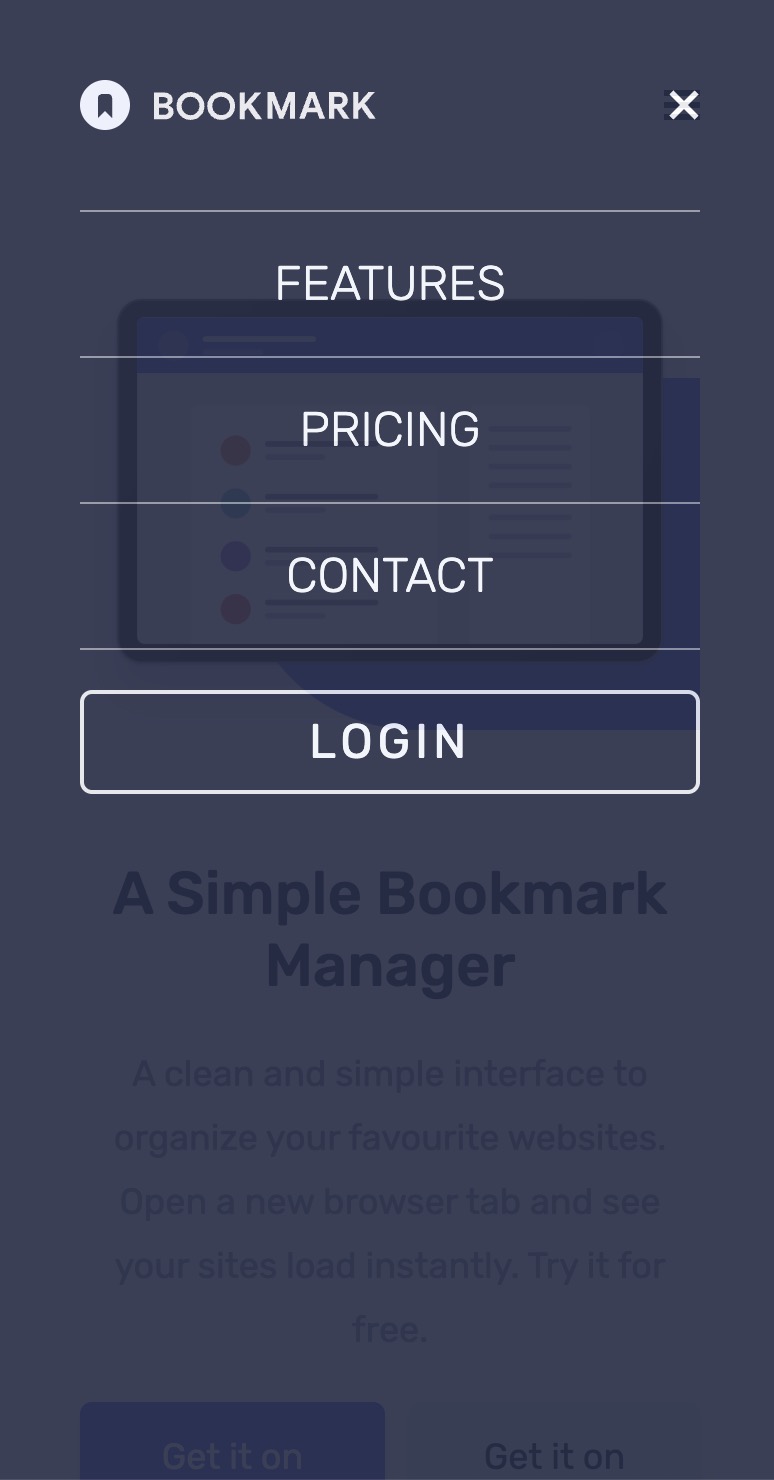 BOOKMARK
FEATURES
PRICING
CONTACT
LOGIN
A Simple Bookmark
Manager
A clean and simple interface to
organize your favourite websites.
Open a new browser tab and see
your sites load instantly. Try it for
free.
Get it on
Get it on